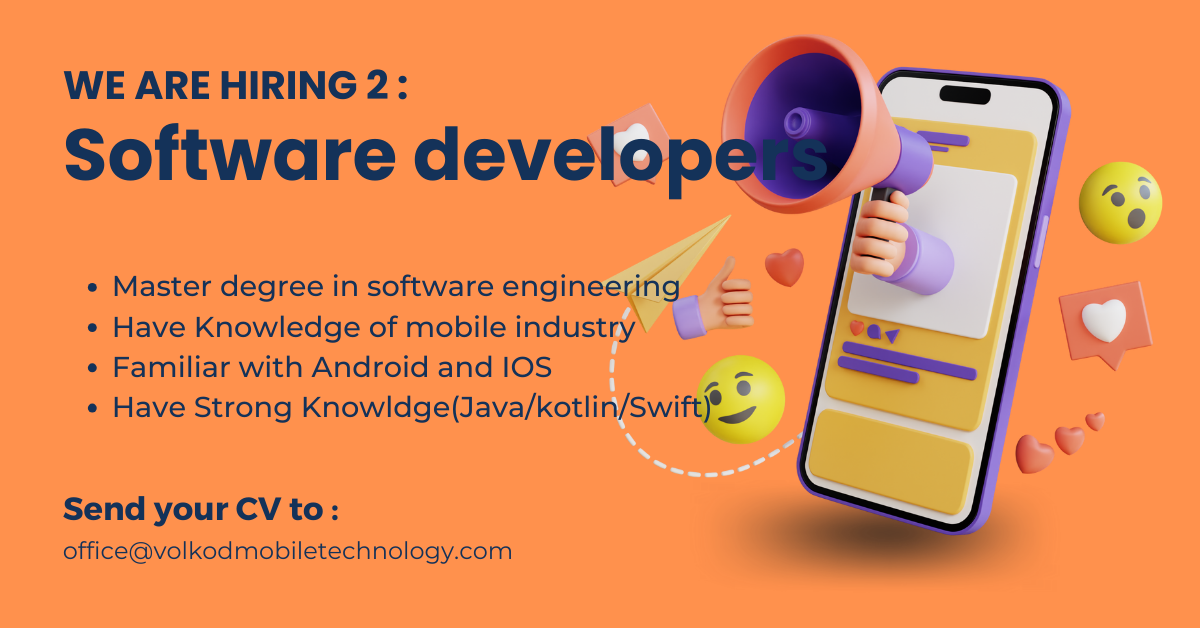 WE ARE HIRING 2 :
Software developers
• Master degree in software engineering
• Have Knowledge of mobile industry
• Familiar with Android and IOS
• Have Strong Knowldge(Java/kotlin/Swift)
Send your CV to :
office@volkodmobiletechnology.com